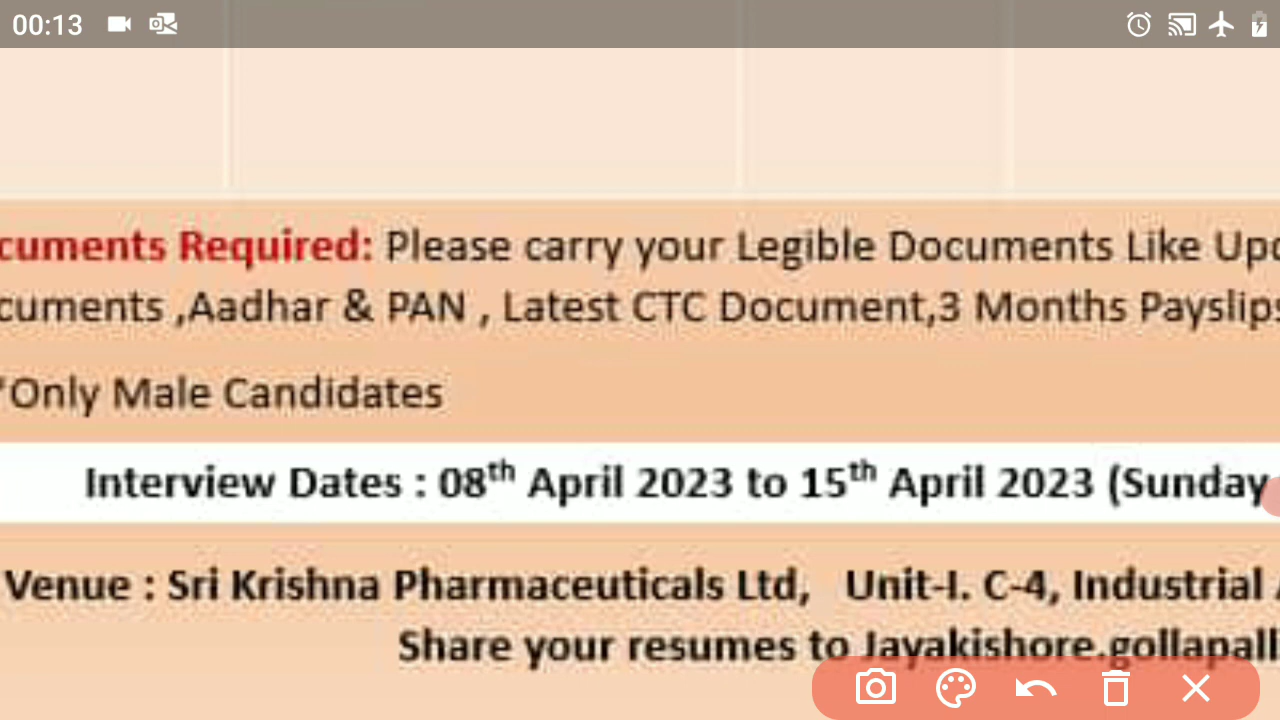 00:13
cuments Required: Please carry your Legible Documents Like Upd
cuments ,Aadhar & PAN , Latest CTC Document,3 Months Payslips
*Only Male Candidates
Interview Dates : 08th April 2023 to 15th April 2023 (Sunday
Venue : Sri Krishna Pharmaceuticals Ltd, Unit-I. C-4, Industrial
Share your resumes to Jayakishore.gollapall